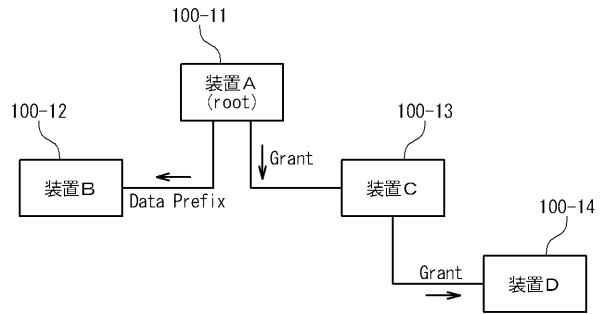 100-11
装置A
(root)
100-12
100-13
Grant
装置B
装置C
Data Prefix
100-14
Grant
装置D